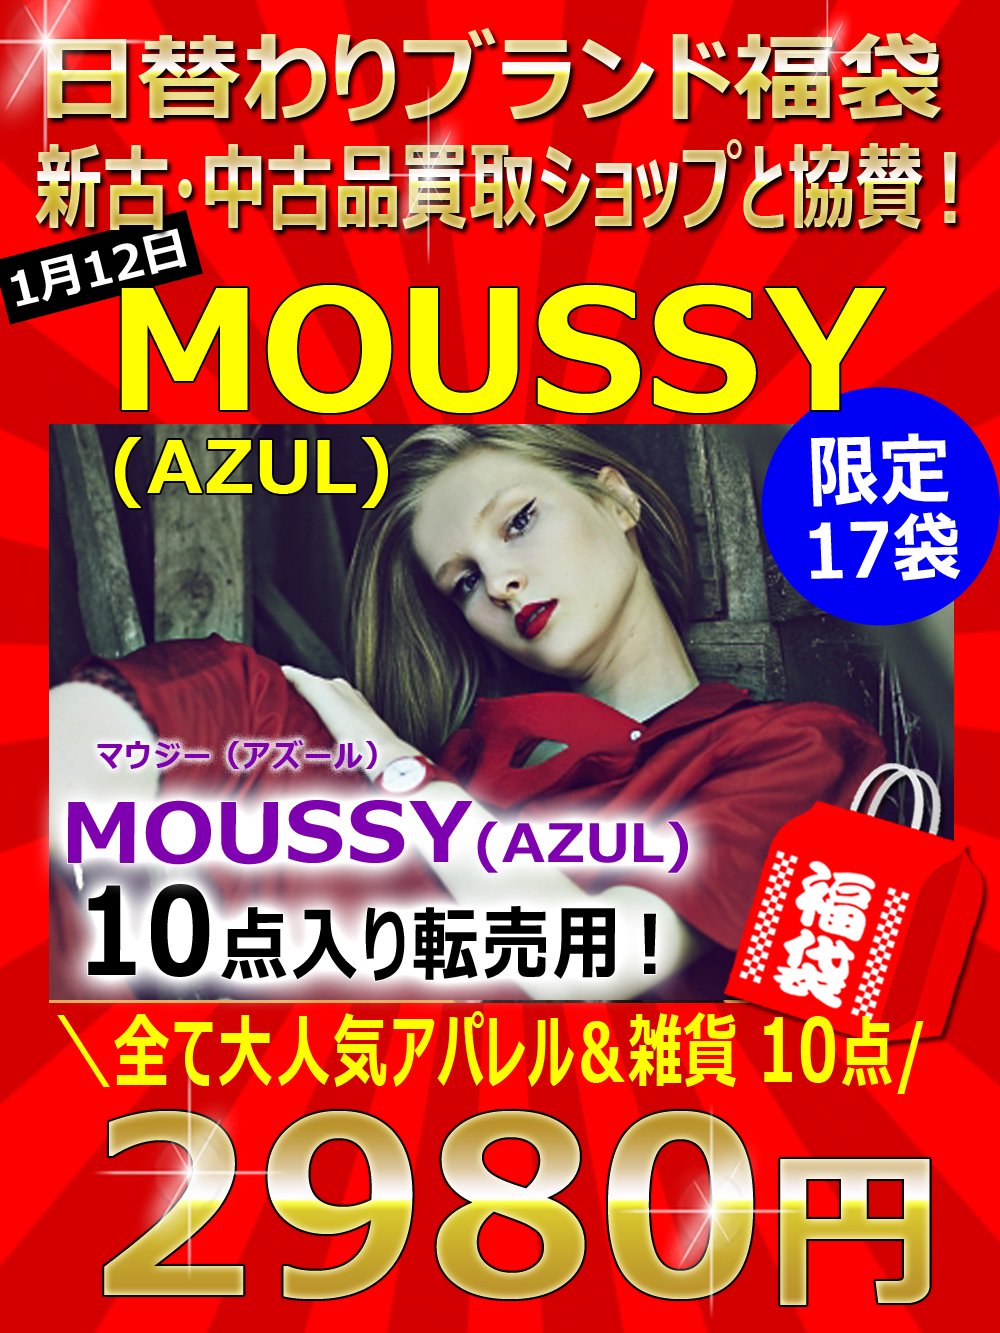 日替わりブランド福袋
新古・中古品買取ショップと協賛！
1月12日
MOUSSY
(AZUL)
限定
17袋
マウジー（アズール）
MOUSSY(AZUL)
10点入り転売用！
福袋
＼全て大人気アパレル＆雑貨 10点/
2980円